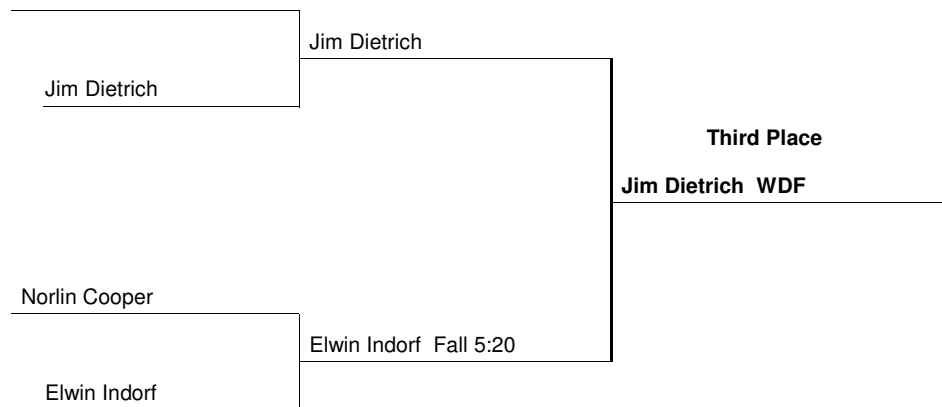 Jim Dietrich
Jim Dietrich
Third Place
Jim Dietrich WDF
Norlin Cooper
Elwin Indorf Fall 5:20
Elwin Indorf